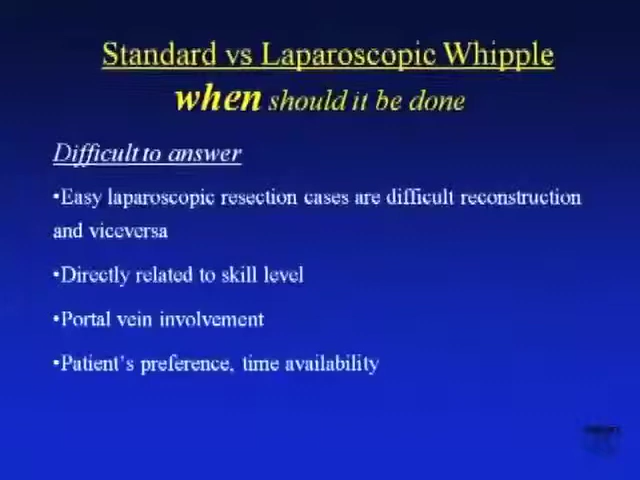 Standard vs Laparoscopic Whipple
when should it be done
Difficult to answer
•Easy laparoscopic resection cases are difficult reconstruction
and viceversa
•Directly related to skill level
•Portal vein involvement
•Patient's preference, time availability